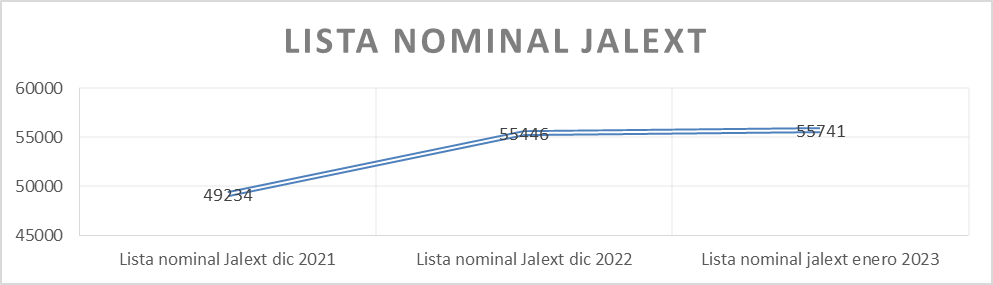 LISTA NOMINAL JALEXT
60000
55000
50000
45000
49234
55446
55741
Lista nominal Jalext dic 2021
Lista nominal Jalext dic 2022
Lista nominal jalext enero 2023